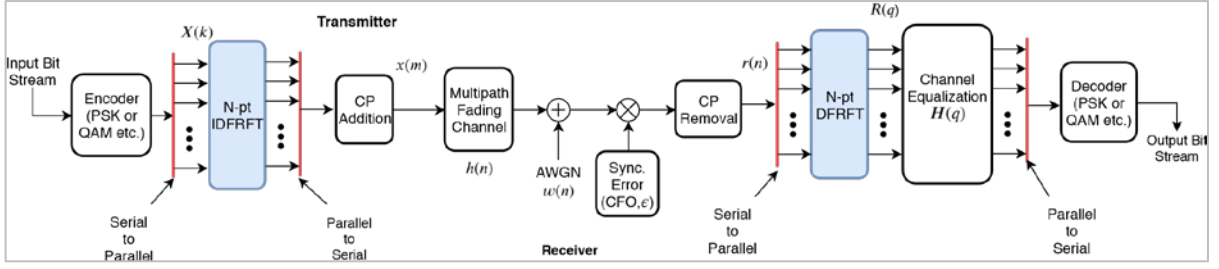 Transmitter
Input Bit
Stream
Encoder
(PSK or
QAM etc.)
X(k)
N-pt
IDFRFT
Serial
to
Parallel
Parallel
to
Serial
CP
Addition
x(m)
Multipath
Fading
Channel
h(n)
AWGN
w(n)
Sync.
Error
(CFO,ϵ)
CP
Removal
r(n)
Serial
to
Parallel
N-pt
DFRFT
R(q)
Channel
Equalization
H(q)
Parallel
to
Serial
Decoder
(PSK or
QAM etc.)
Output Bit
Stream
Receiver